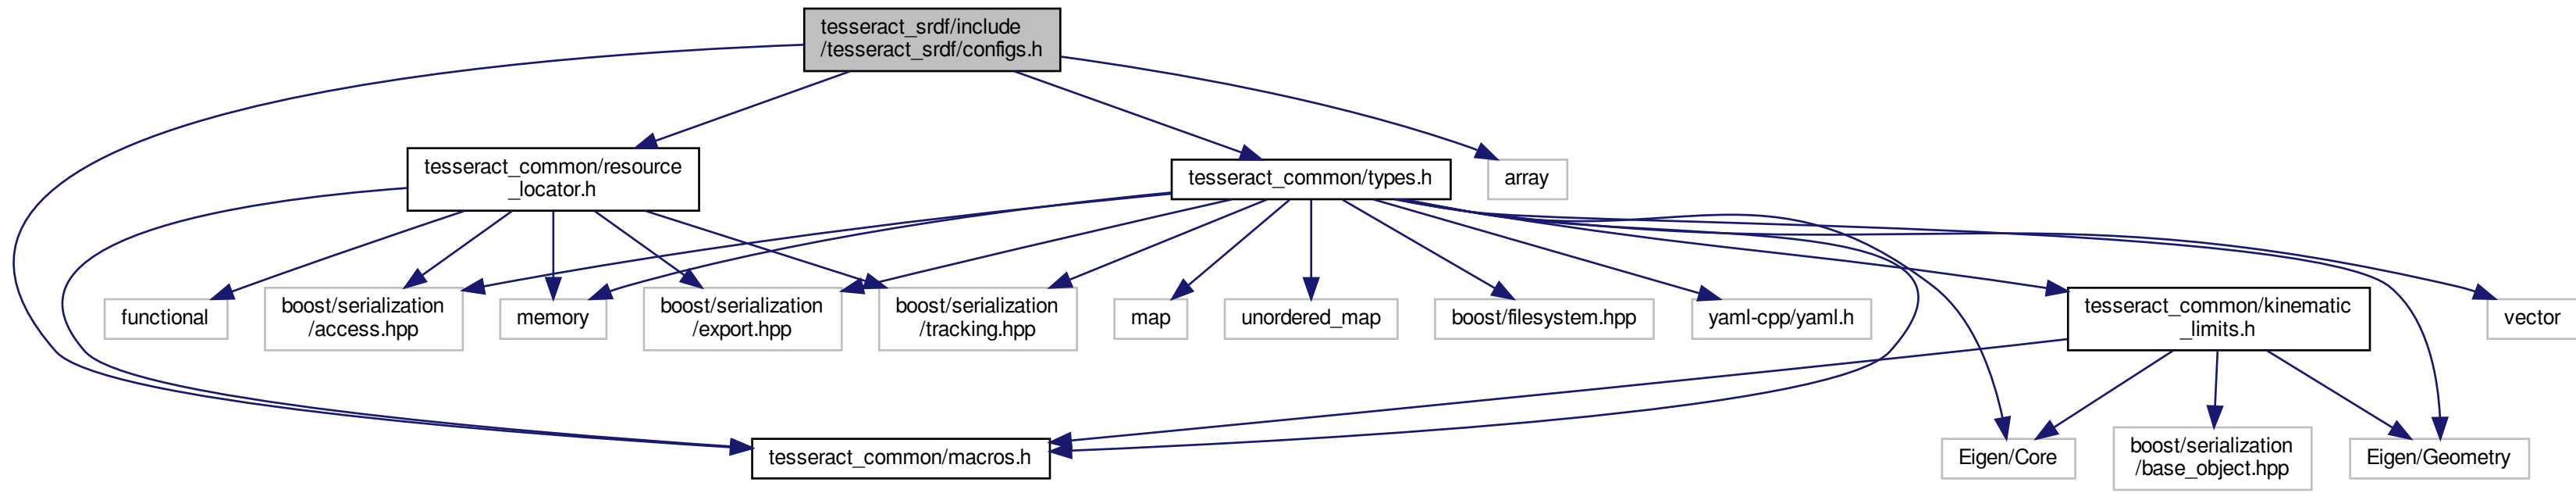 tesseract_srdf/include
/tesseract_srdf/configs.h
tesseract_common/resource
_locator.h
tesseract_common/types.h
array
functional
boost/serialization
/access.hpp
memory
boost/serialization
/export.hpp
boost/serialization
/tracking.hpp
map
unordered_map
boost/filesystem.hpp
yaml-cpp/yaml.h
tesseract_common/kinematic
_limits.h
vector
tesseract_common/macros.h
Eigen/Core
boost/serialization
/base_object.hpp
Eigen/Geometry